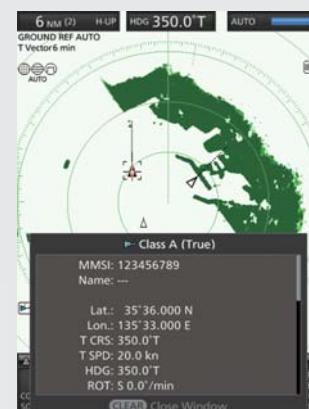 6 NM (2) H-UP HDG 350.0°T AUTO
GROUND REF AUTO
T Vector6 min
AUTO
Class A (True)
MMSI: 123456789
Name: ---
Lat.: 35°36.000 N
Lon.: 135°33.000 E
T CRS: 350.0°T
T SPD: 20.0 kn
HDG: 350.0°T
ROT: S 0.0°/min
CLEAR Close Window